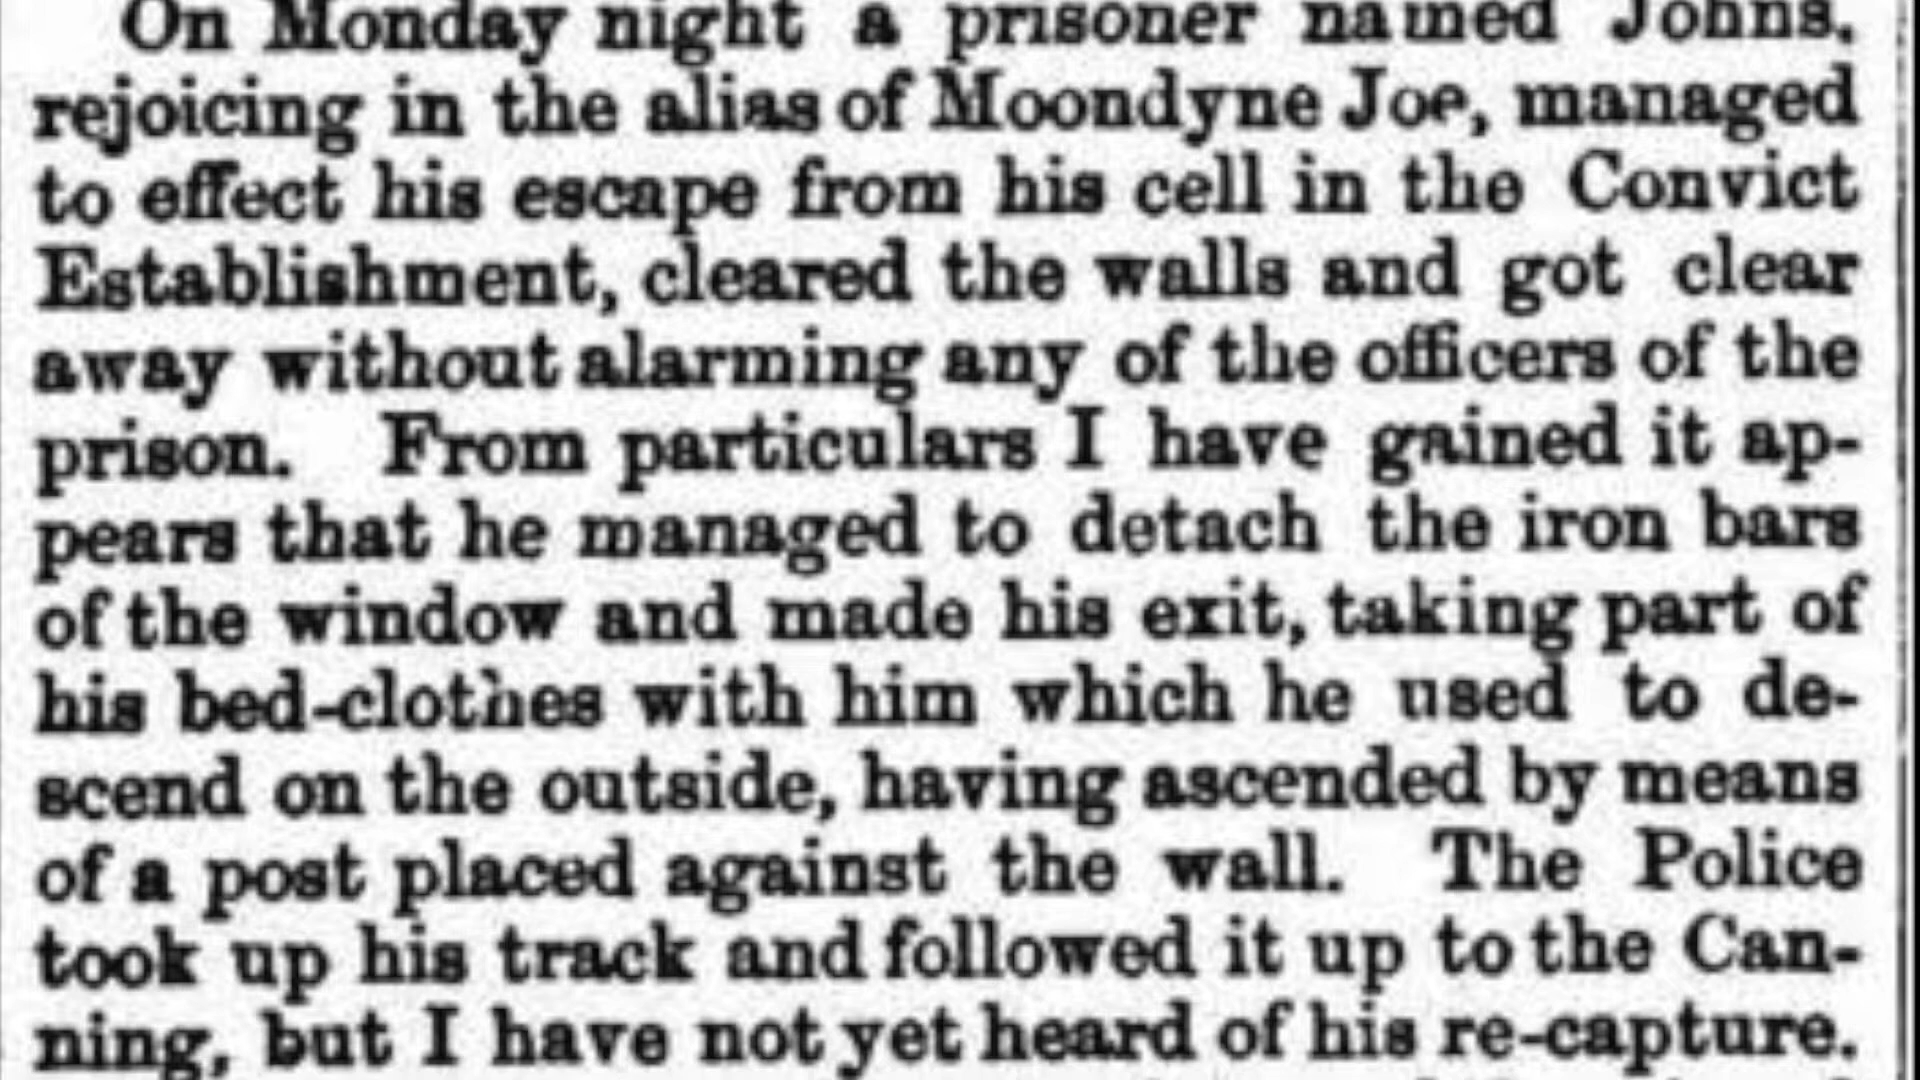 On Monday night a prisoner named Johns,
rejoicing in the alias of Moondyne Joe, managed
to effect his escape from his cell in the Convict
Establishment, cleared the walls and got clear
away without alarming any of the officers of the
prison. From particulars I have gained it ap-
pears that he managed to detach the iron bars
of the window and made his exit, taking part of
his bed-clothes with him which he used to de-
scend on the outside, having ascended by means
of a post placed against the wall. The Police
took up his track and followed it up to the Can-
ning, but I have not yet heard of his re-capture.